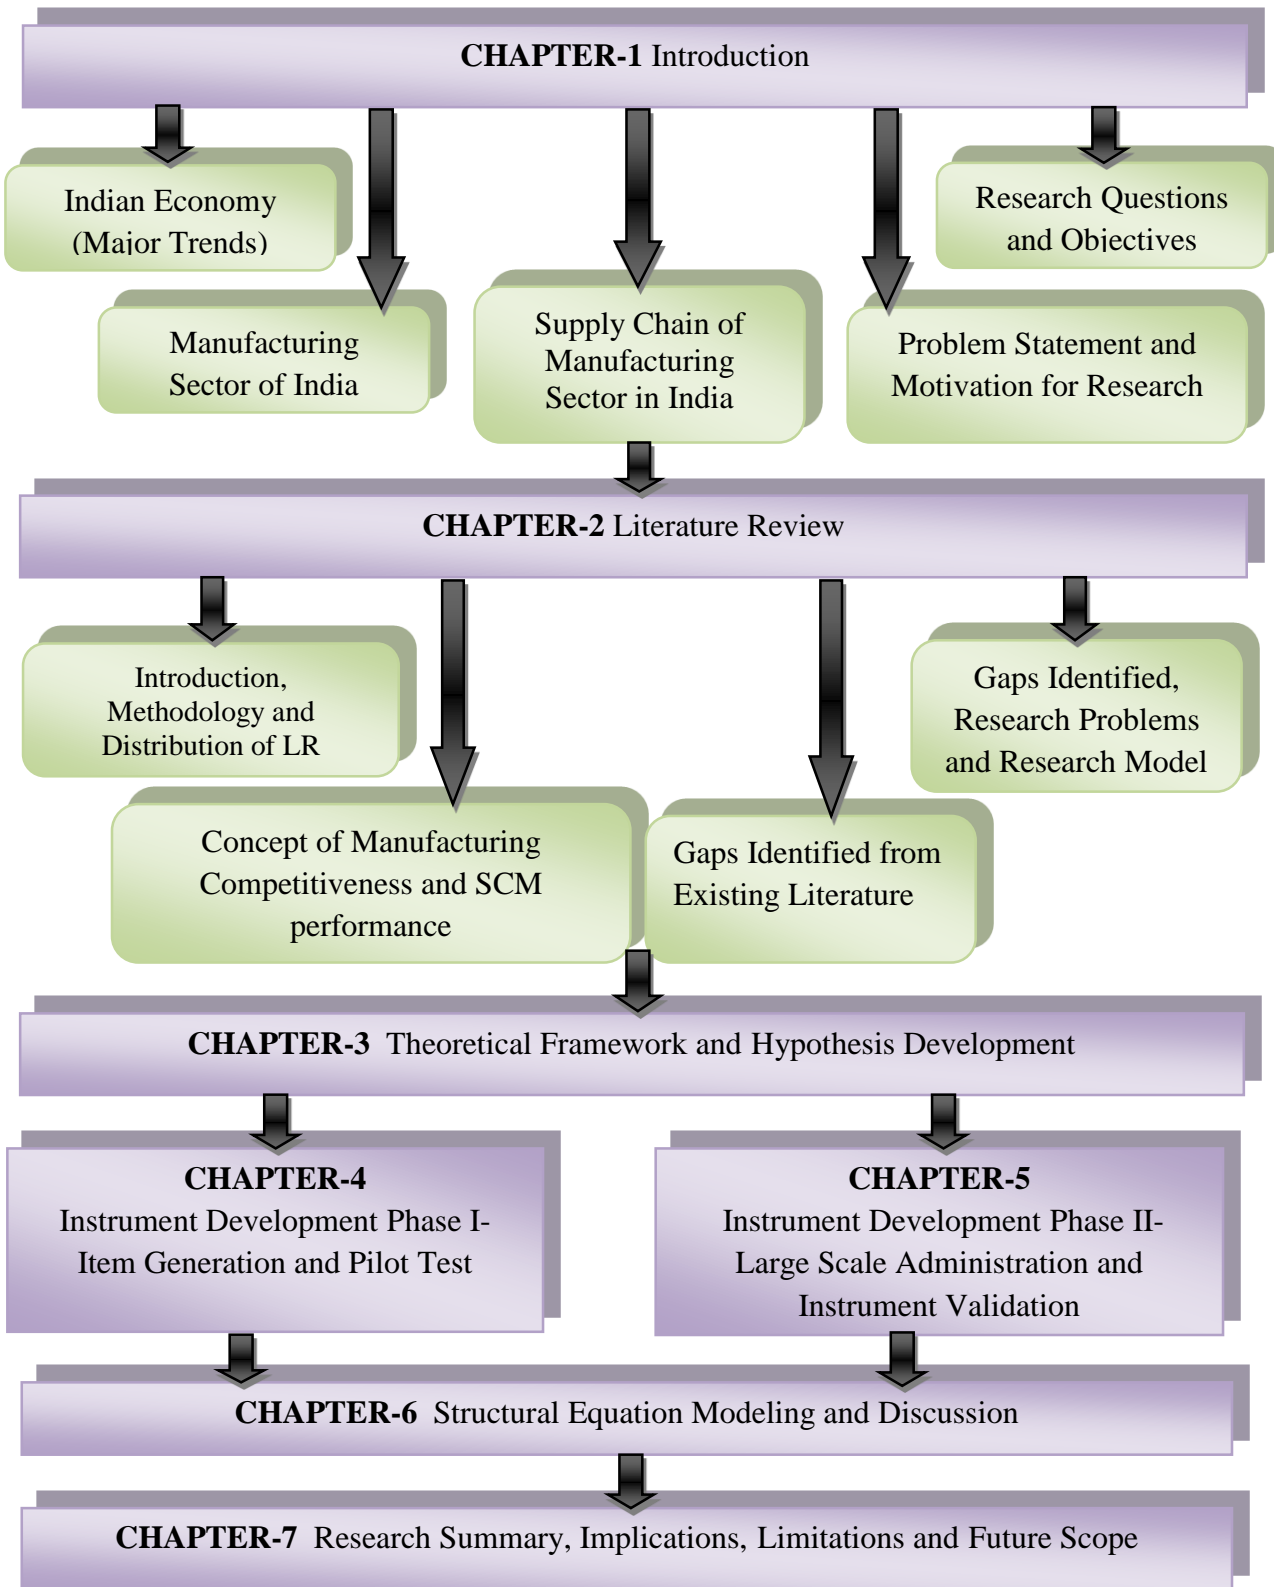 CHAPTER-1 Introduction
Indian Economy
(Major Trends)
Research Questions
and Objectives
Manufacturing
Sector of India
Supply Chain of
Manufacturing
Sector in India
Problem Statement and
Motivation for Research
CHAPTER-2 Literature Review
Introduction,
Methodology and
Distribution of LR
Gaps Identified,
Research Problems
and Research Model
Concept of Manufacturing
Competitiveness and SCM
performance
Gaps Identified from
Existing Literature
CHAPTER-3 Theoretical Framework and Hypothesis Development
CHAPTER-4
Instrument Development Phase I-
Item Generation and Pilot Test
CHAPTER-5
Instrument Development Phase II-
Large Scale Administration and
Instrument Validation
CHAPTER-6 Structural Equation Modeling and Discussion
CHAPTER-7 Research Summary, Implications, Limitations and Future Scope